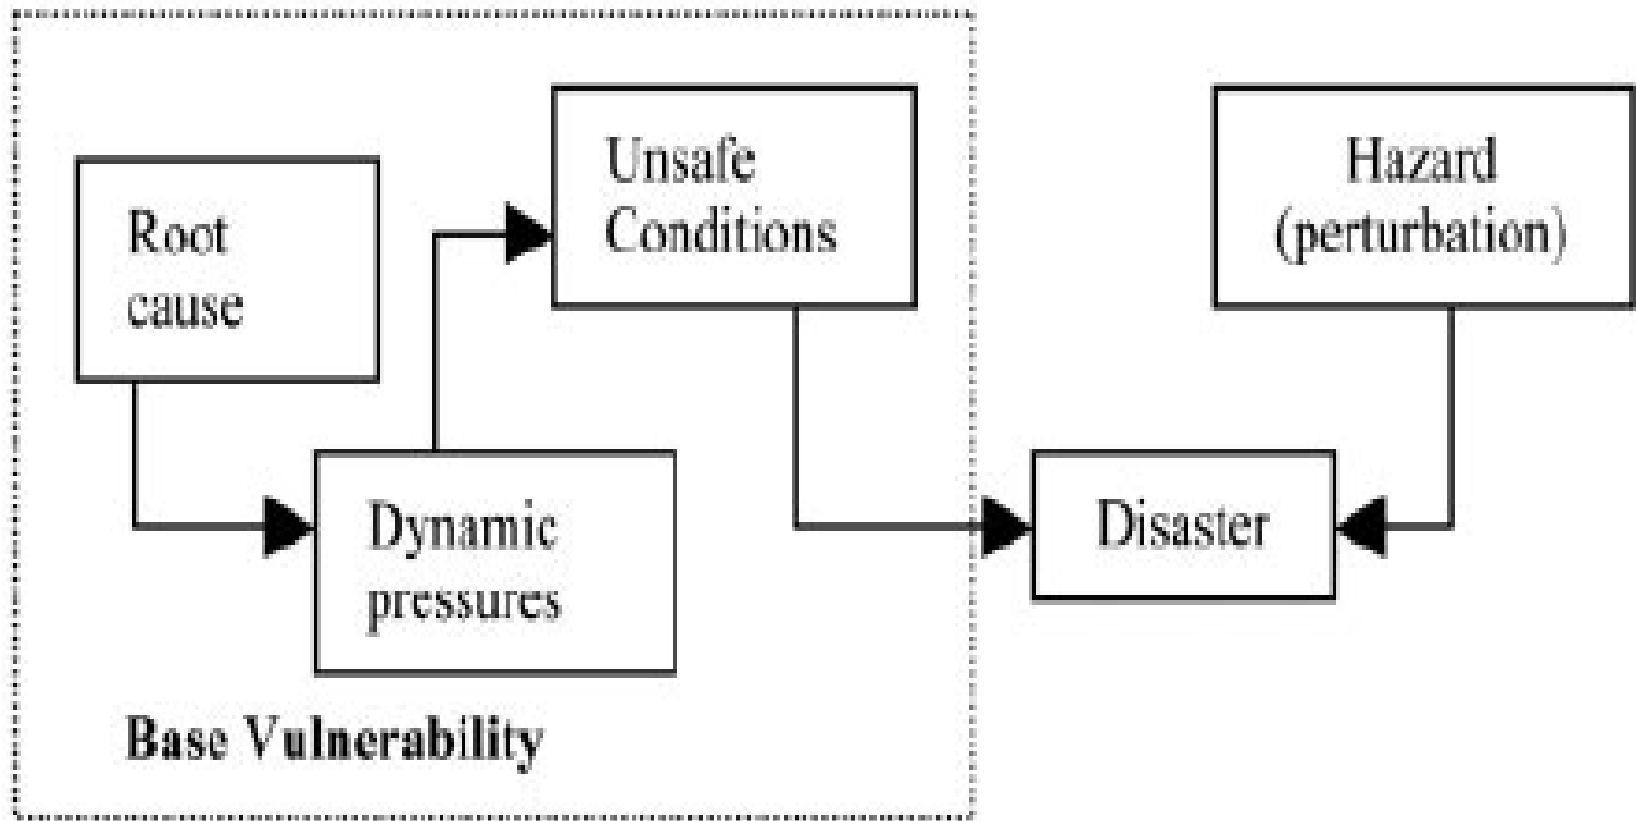 Root
cause
Dynamic
pressures
Unsafe
Conditions
Base Vulnerability
Disaster
Hazard
(perturbation)